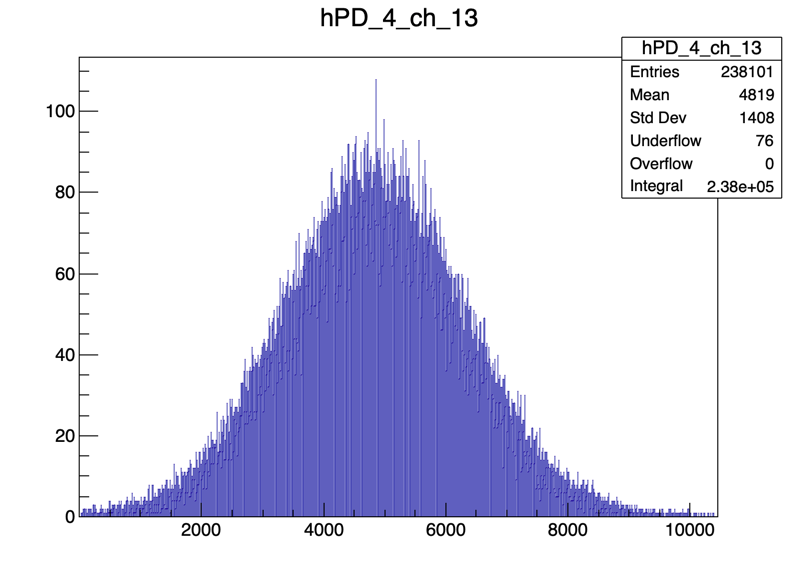 hPD_4_ch_13
hPD_4_ch_13
Entries 238101
Mean 4819
Std Dev 1408
Underflow 76
Overflow 0
Integral 2.38e+05
100
80
60
40
20
0
2000 4000 6000 8000 10000